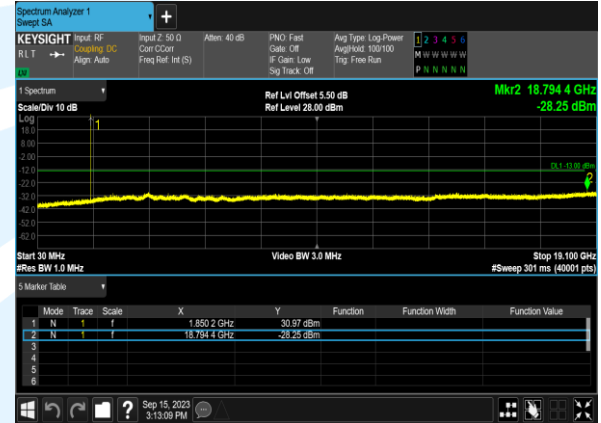 Spectrum Analyzer 1
Swept SA
+
KEYSIGHT Input: RF Input Z: 50 Ω Atten: 40 dB PNO: Fast Avg Type: Log-Power 1 2 3 4 5 6
RLT Coupling: DC Corr CCorr Gate: Off Avg|Hold: 100/100 M W W W W W
Align: Auto Freq Ref: Int (S) IF Gain: Low Trig: Free Run
Sig Track: Off P N N N N N
1 Spectrum Ref Lvl Offset 5.50 dB Mkr2 18.794 4 GHz
Scale/Div 10 dB Ref Level 28.00 dBm -28.25 dBm
Log
1
18.0
8.00
-2.00
-12.0 DL1 -13.00 dBm
-22.0 2
-32.0
-42.0
-52.0
-62.0
Start 30 MHz Video BW 3.0 MHz Stop 19.100 GHz
#Res BW 1.0 MHz #Sweep 301 ms (40001 pts)
5 Marker Table
Mode Trace Scale X Y Function Function Width Function Value
1 N 1 f 1.850 2 GHz 30.97 dBm
2 N 1 f 18.794 4 GHz -28.25 dBm
3
4
5
6
? Sep 15, 2023
3:13:09 PM